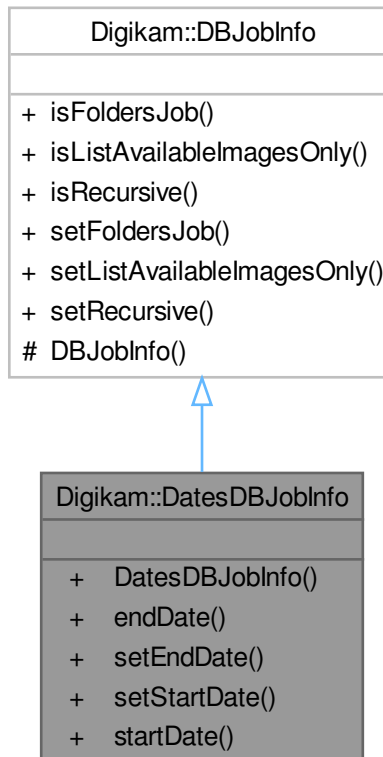 Digikam::DBJobInfo
+ isFoldersJob()
+ isListAvailableImagesOnly()
+ isRecursive()
+ setFoldersJob()
+ setListAvailableImagesOnly()
+ setRecursive()
# DBJobInfo()
Digikam::DatesDBJobInfo
+ DatesDBJobInfo()
+ endDate()
+ setEndDate()
+ setStartDate()
+ startDate()